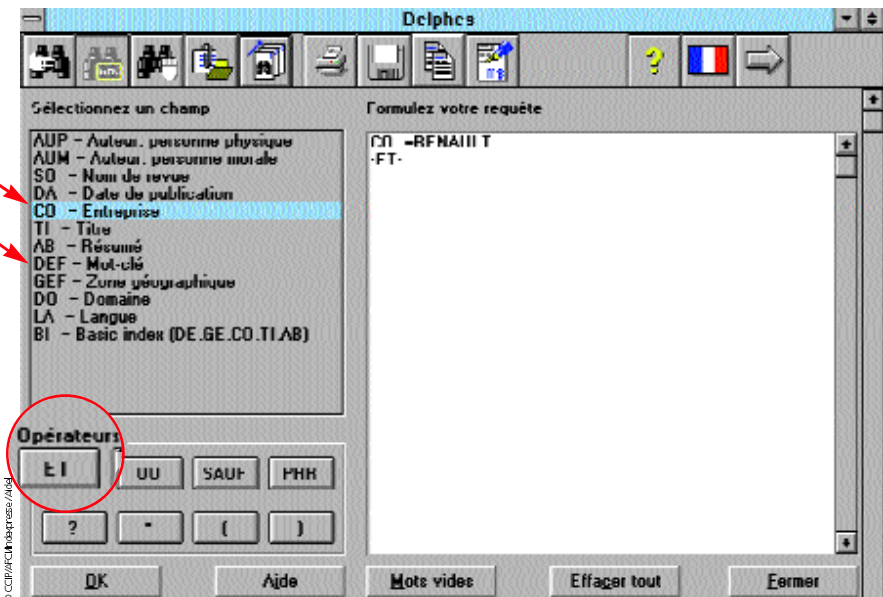 Delphes
Sélectionnez un champ
AUP - Auteur, personne physique
AUM - Auteur, personne morale
SO - Nom de revue
DA - Date de publication
CO - Entreprise
TI - Titre
AB - Résumé
DEF - Mot-clé
GEF - Zone géographique
DO - Domaine
LA - Langue
BI - Basic index (DE.GE.CO.TI.AB)
Formulez votre requête
CO =RENAULT
-ET-
Opérateurs
ET OU SAUF PHR
? " ( )
OK Aide Mots vides Effacer tout Fermer